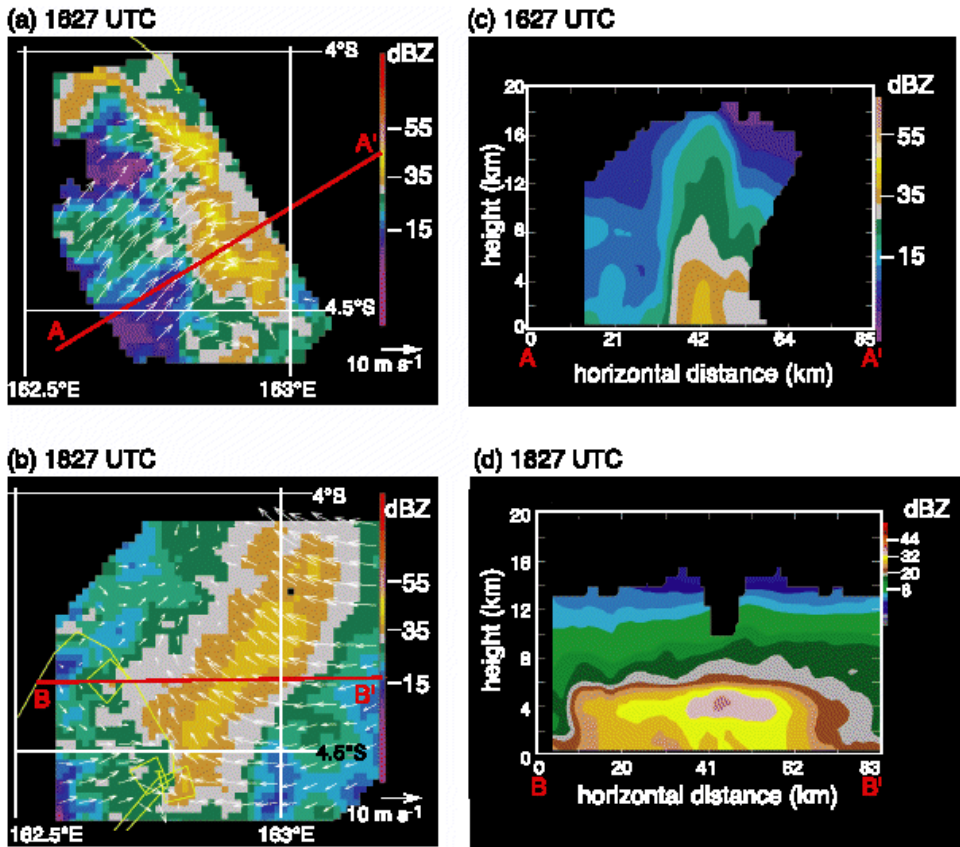 (a) 1627 UTC
4°S
dBZ
55
35
15
A'
A
4.5°S
10 m s-1
162.5°E
163°E
(c) 1627 UTC
dBZ
20
16
12
8
4
0
height (km)
55
35
15
0
21
43
64
85
A
A'
horizontal distance (km)
(b) 1827 UTC
4°S
dBZ
55
35
15
B
B'
4.5°S
10 m s-1
162.5°E
163°E
(d) 1827 UTC
dBZ
20
16
12
8
4
0
height (km)
44
32
20
8
0
20
41
62
83
B
B'
horizontal distance (km)